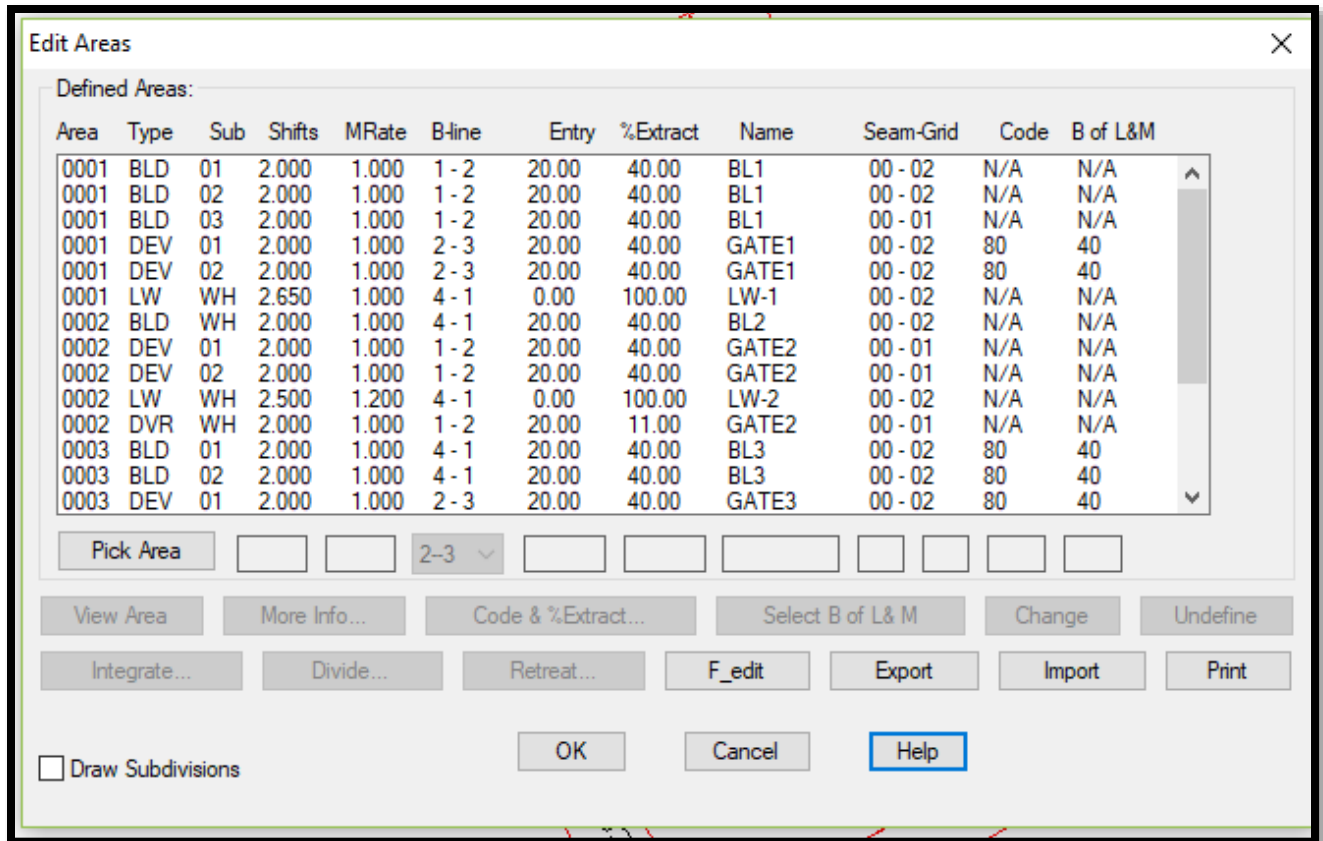 Edit Areas
Defined Areas:
Area Type Sub Shifts MRate B-line Entry %Extract Name Seam-Grid Code B of L&M
0001 BLD 01 2.000 1.000 1 - 2 20.00 40.00 BL1 00 - 02 N/A N/A
0001 BLD 02 2.000 1.000 1 - 2 20.00 40.00 BL1 00 - 02 N/A N/A
0001 BLD 03 2.000 1.000 1 - 2 20.00 40.00 BL1 00 - 01 N/A N/A
0001 DEV 01 2.000 1.000 2 - 3 20.00 40.00 GATE1 00 - 02 80 40
0001 DEV 02 2.000 1.000 2 - 3 20.00 40.00 GATE1 00 - 02 80 40
0001 LW WH 2.650 1.000 4 - 1 0.00 100.00 LW-1 00 - 02 N/A N/A
0002 BLD WH 2.000 1.000 4 - 1 20.00 40.00 BL2 00 - 02 N/A N/A
0002 DEV 01 2.000 1.000 1 - 2 20.00 40.00 GATE2 00 - 01 N/A N/A
0002 DEV 02 2.000 1.000 1 - 2 20.00 40.00 GATE2 00 - 01 N/A N/A
0002 LW WH 2.500 1.200 4 - 1 0.00 100.00 LW-2 00 - 02 N/A N/A
0002 DVR WH 2.000 1.000 1 - 2 20.00 11.00 GATE2 00 - 01 N/A N/A
0003 BLD 01 2.000 1.000 4 - 1 20.00 40.00 BL3 00 - 02 80 40
0003 BLD 02 2.000 1.000 4 - 1 20.00 40.00 BL3 00 - 02 80 40
0003 DEV 01 2.000 1.000 2 - 3 20.00 40.00 GATE3 00 - 02 80 40
Pick Area 2--3
View Area More Info... Code & %Extract... Select B of L& M Change Undefine
Integrate... Divide... Retreat... F_edit Export Import Print
OK Cancel Help
Draw Subdivisions